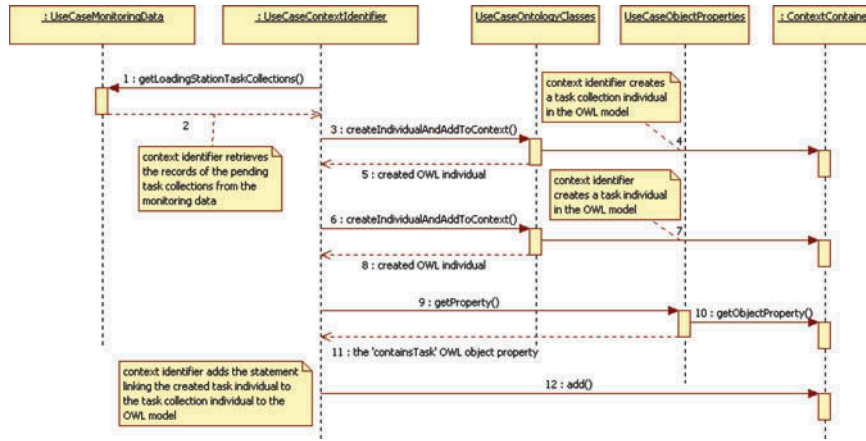 : UseCaseMonitoringData
: UseCaseContextIdentifier
UseCaseOntologyClasses
UseCaseObjectProperties
: ContextContaine
1 : getLoadingStationTaskCollections()
2
context identifier retrieves
the records of the pending
task collections from the
monitoring data
context identifier creates
a task collection individual
in the OWL model
3 : createIndividualAndAddToContext()
4
5 : created OWL individual
context identifier
creates a task individual
in the OWL model
6 : createIndividualAndAddToContext()
7
8 : created OWL individual
9 : getProperty()
10 : getObjectProperty()
11 : the 'containsTask' OWL object property
context identifier adds the statement
linking the created task individual to
the task collection individual to the
OWL model
12 : add()